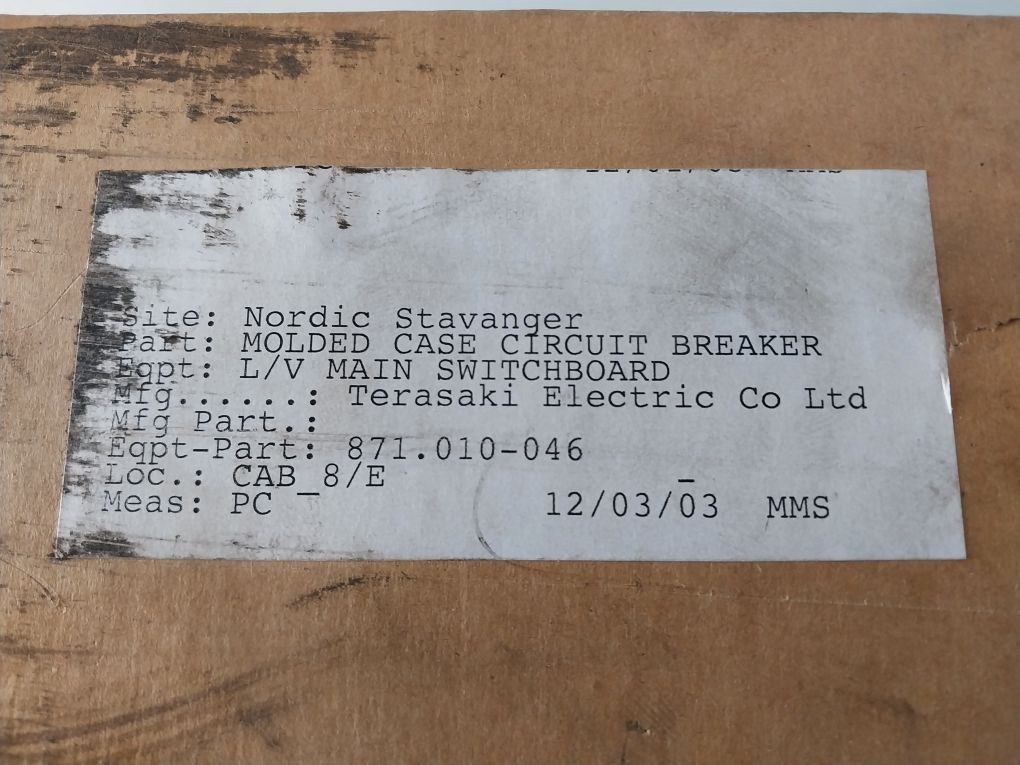 Site: Nordic Stavanger
Part: MOLDED CASE CIRCUIT BREAKER
Eqpt: L/V MAIN SWITCHBOARD
Mfg......: Terasaki Electric Co Ltd
Mfg Part.:
Eqpt-Part: 871.010-046
Loc.: CAB_8/E
Meas: PC 12/03/03 MMS